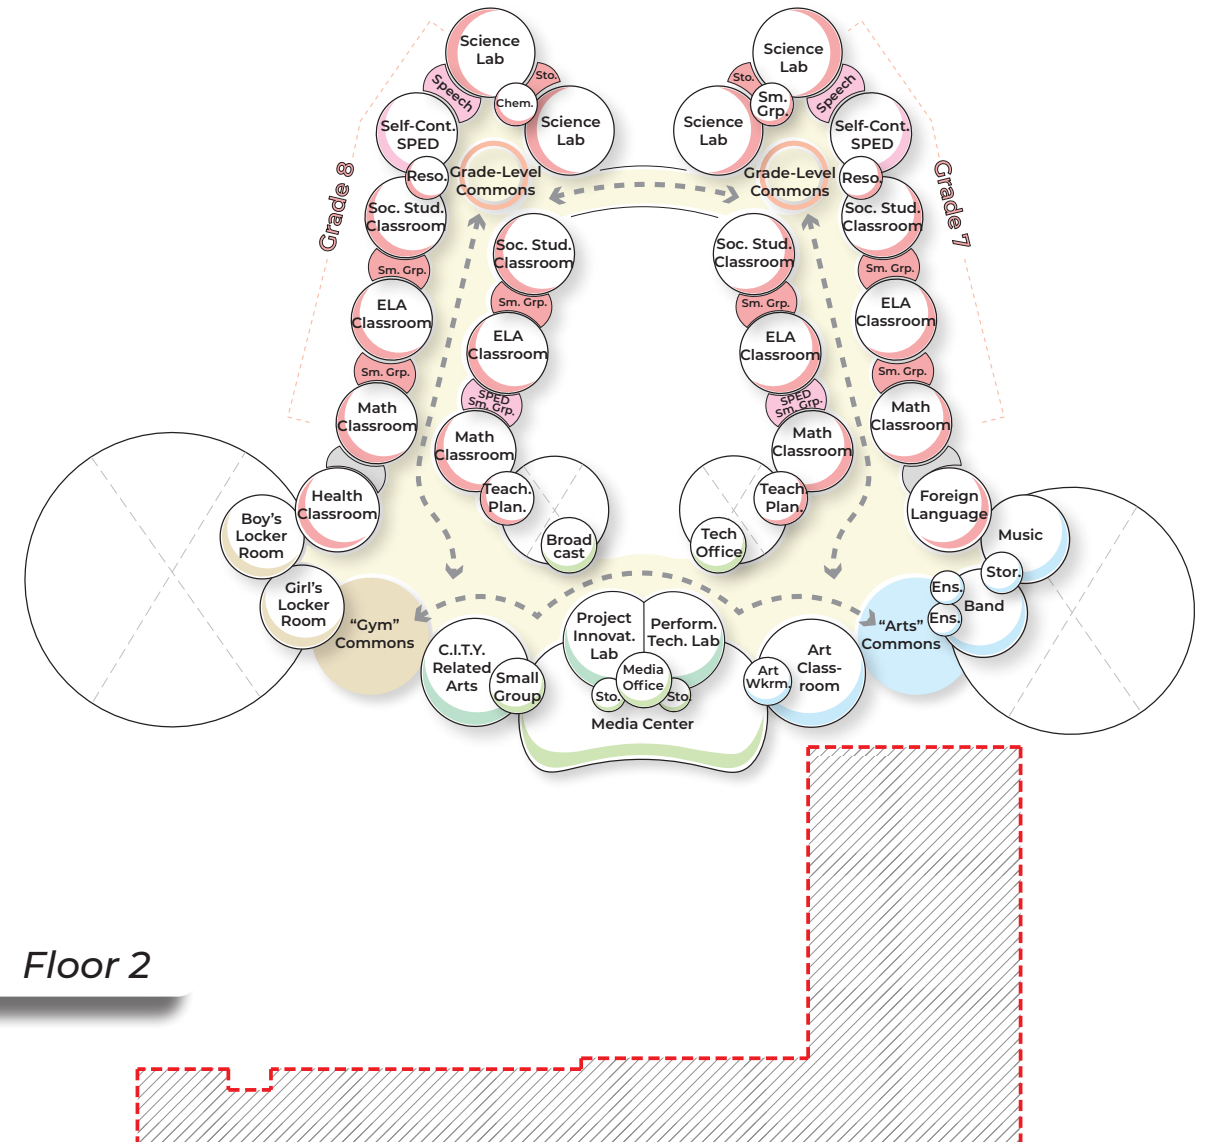 Science
Lab
Sto.
Speech
Chem.
Science
Lab
Self-Cont.
SPED
Reso.
Grade-Level
Commons
Grade 8
Soc. Stud.
Classroom
Sm. Grp.
ELA
Classroom
Sm. Grp.
Math
Classroom
Health
Classroom
Soc. Stud.
Classroom
Sm. Grp.
ELA
Classroom
SPED
Sm. Grp.
Math
Classroom
Teach.
Plan.
Broad
cast
Science
Lab
Sto.
Speech
Sm.
Grp.
Science
Lab
Self-Cont.
SPED
Reso.
Grade-Level
Commons
Grade 7
Soc. Stud.
Classroom
Sm. Grp.
ELA
Classroom
SPED
Sm. Grp.
Math
Classroom
Teach.
Plan.
Tech
Office
Soc. Stud.
Classroom
Sm. Grp.
ELA
Classroom
Sm. Grp.
Math
Classroom
Foreign
Language
Music
Stor.
Ens.
Band
Ens.
Boy's
Locker
Room
Girl's
Locker
Room
“Gym”
Commons
C.I.T.Y.
Related
Arts
Small
Group
Project
Innovat.
Lab
Perform.
Tech. Lab
Media
Office
Sto.
Sto.
Media Center
Art
Wkrm.
Art
Class-
room
“Arts”
Commons
Floor 2